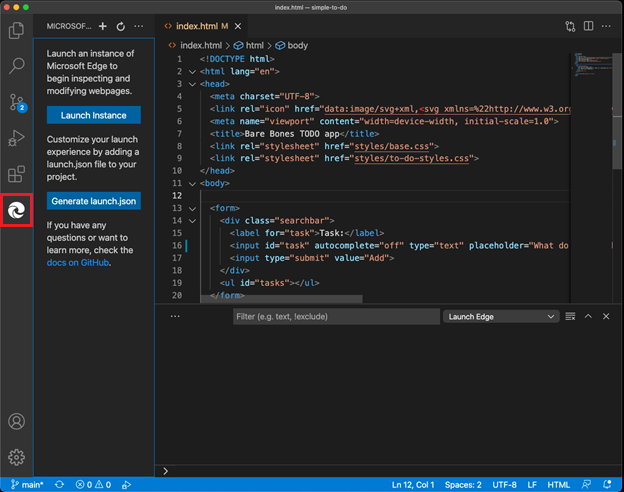 index.html — simple-to-do
MICROSOF...
index.html M
index.html > html > body
Launch an instance of
Microsoft Edge to
begin inspecting and
modifying webpages.
Launch Instance
Customize your launch
experience by adding a
launch.json file to your
project.
Generate launch.json
If you have any
questions or want to
learn more, check the
docs on GitHub.
2
1 <!DOCTYPE html>
2 <html lang="en">
3 <head>
4 <meta charset="UTF-8">
5 <link rel="icon" href="data:image/svg+xml,<svg xmlns=%22http://www.w3.or
6 <meta name="viewport" content="width=device-width, initial-scale=1.0">
7 <title>Bare Bones TODO app</title>
8 <link rel="stylesheet" href="styles/base.css">
9 <link rel="stylesheet" href="styles/to-do-styles.css">
10 </head>
11 <body>
12
13 <form>
14 <div class="searchbar">
15 <label for="task">Task:</label>
16 <input id="task" autocomplete="off" type="text" placeholder="What do
17 <input type="submit" value="Add">
18 </div>
19 <ul id="tasks"></ul>
20 </form>
Filter (e.g. text, !exclude)
Launch Edge
main*
0 0
Ln 12, Col 1
Spaces: 2
UTF-8
LF
HTML